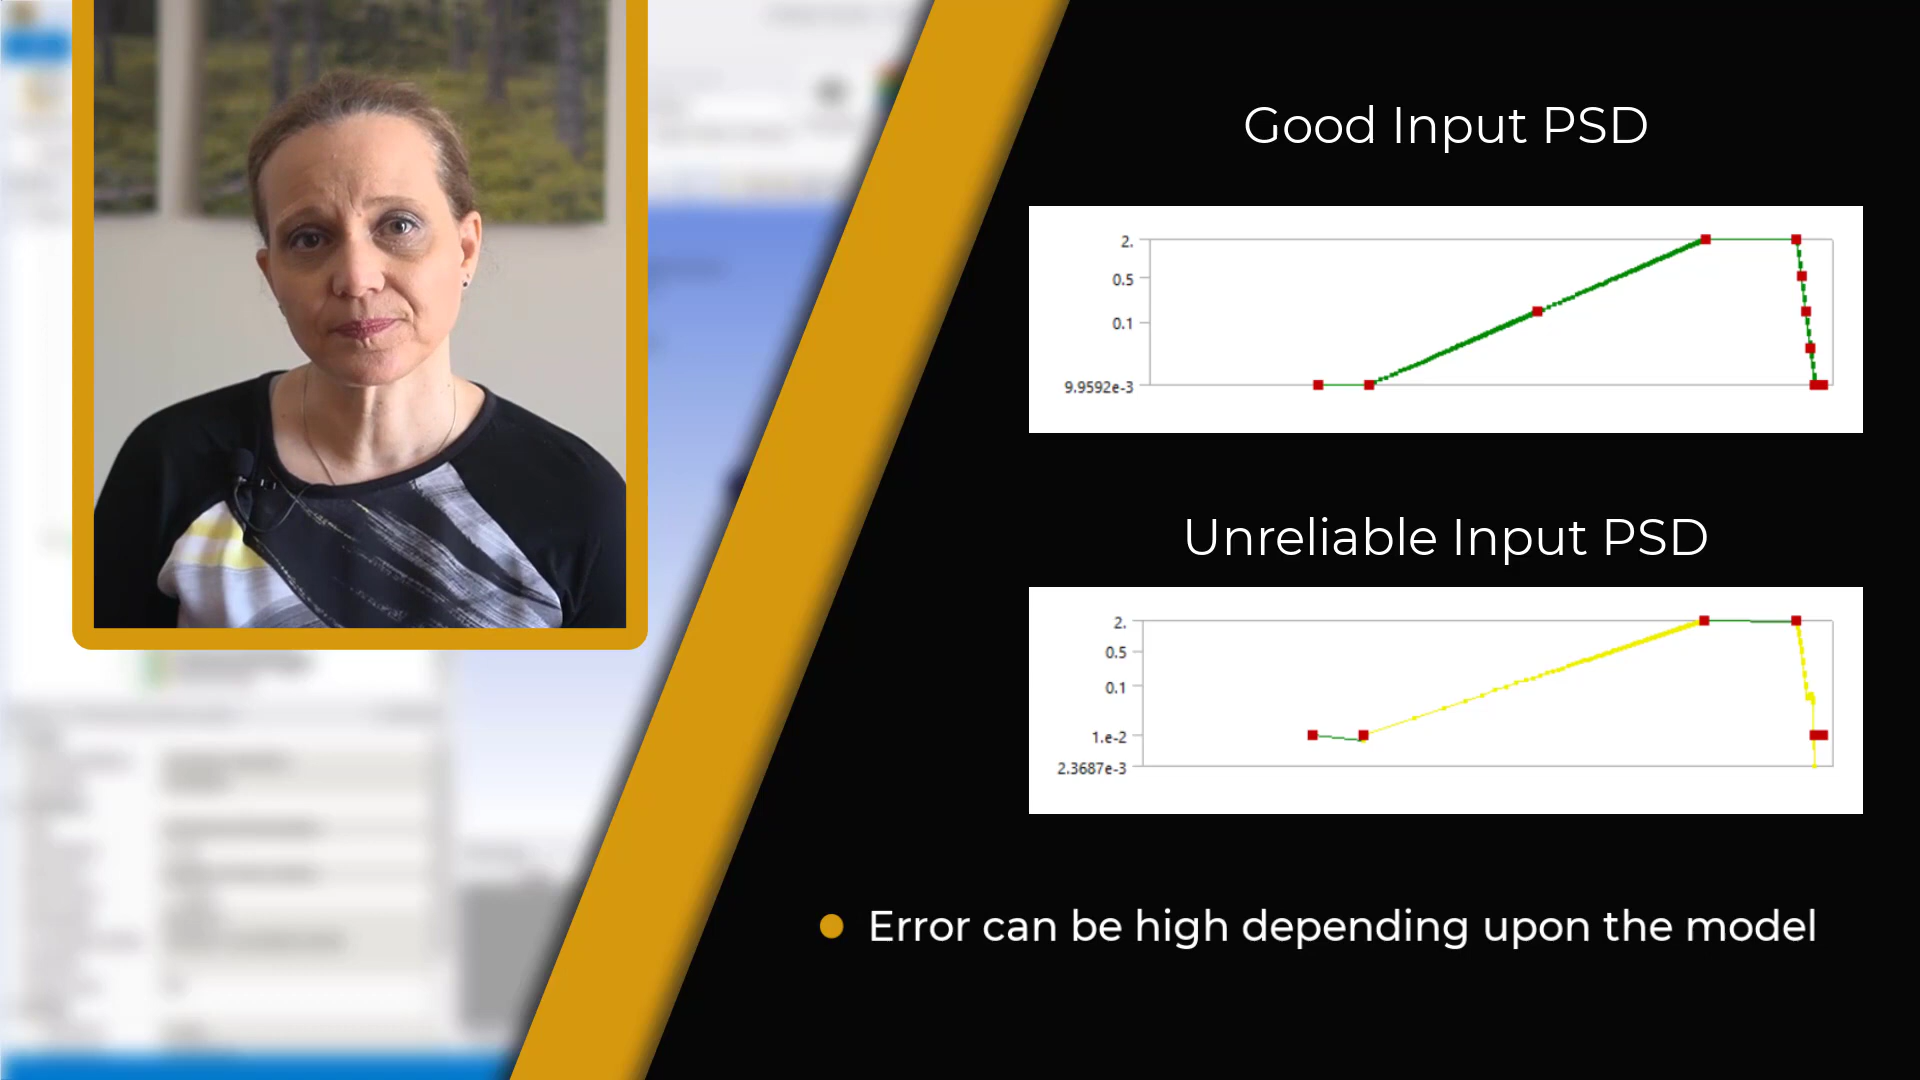 Good Input PSD
2.
0.5
0.1
9.9592e-3
Unreliable Input PSD
2.
0.5
0.1
1.e-2
2.3687e-3
Error can be high depending upon the model